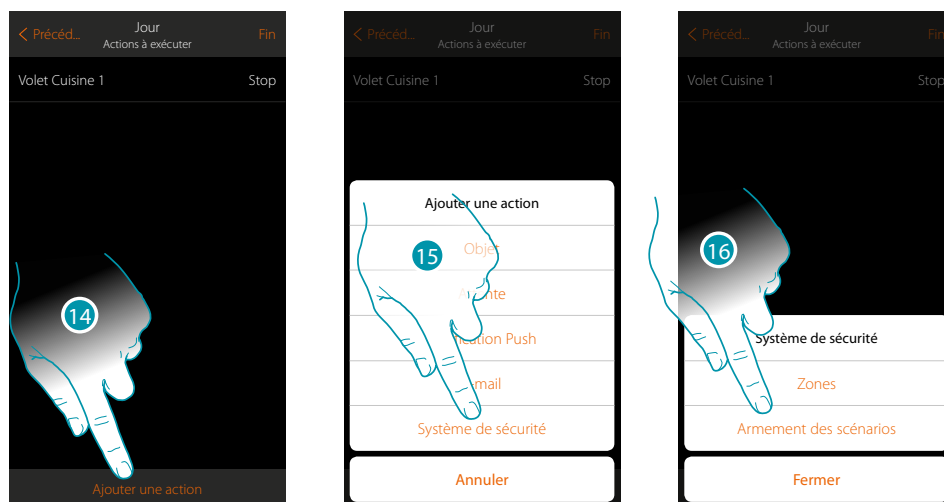 Précéd...
Jour
Actions à exécuter
Fin
Volet Cuisine 1
Stop
14
Ajouter une action
Précéd...
Jour
Actions à exécuter
Fin
Volet Cuisine 1
Stop
Ajouter une action
15
Objet
Push
Système de sécurité
Annuler
Précéd...
Jour
Actions à exécuter
Fin
Volet Cuisine 1
Stop
16
Système de sécurité
Zones
Armement des scénarios
Fermer